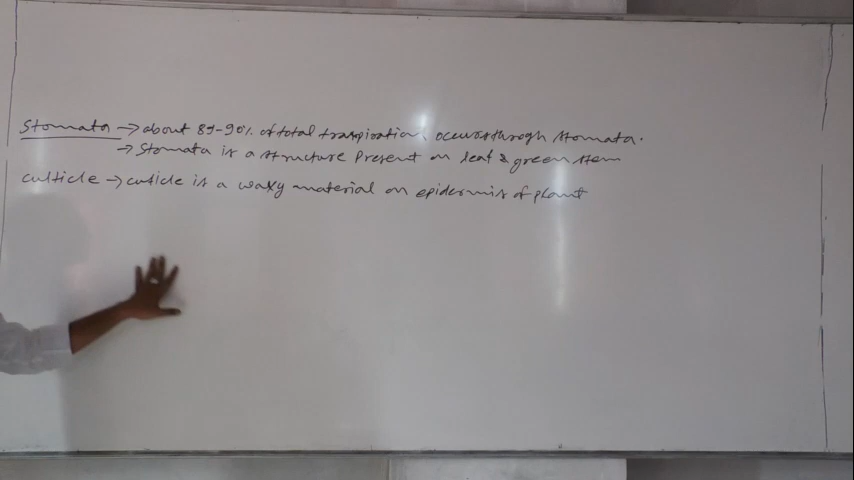 Stomata → about 89-90% of total transpiration, occurs through stomata.
→ Stomata is a structure present on leaf & green stem
culticle → cuticle is a waxy material on epidermis of plant